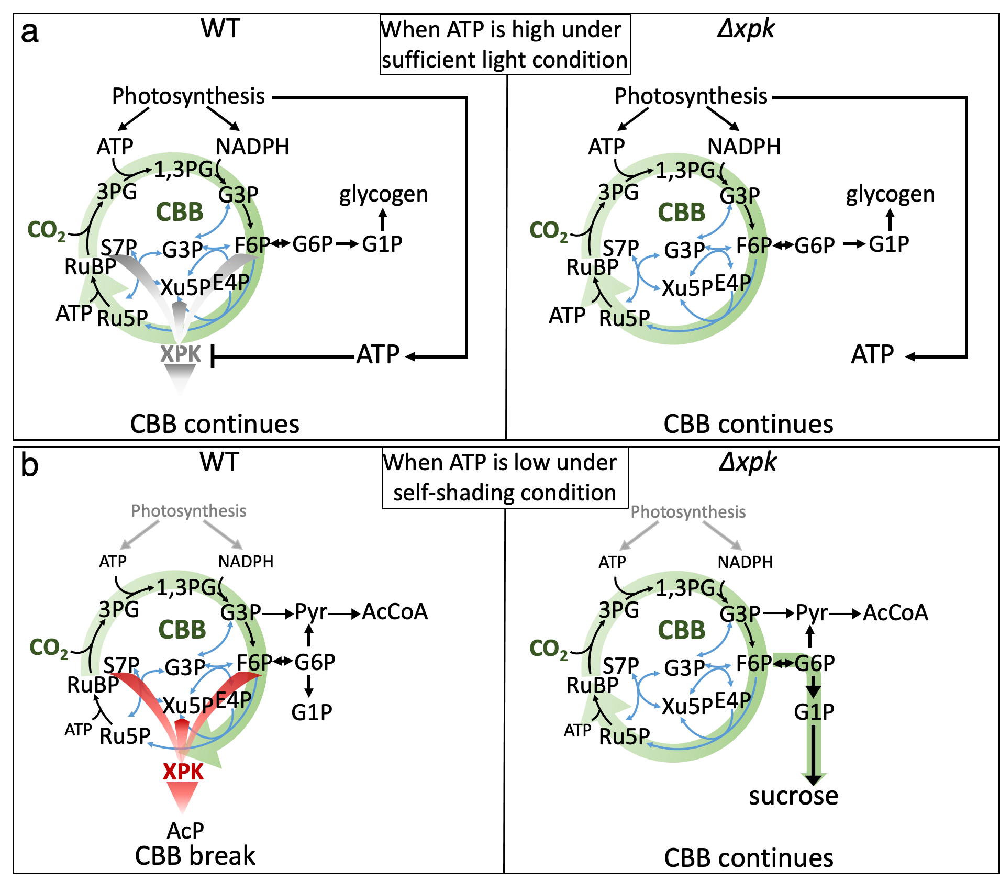 a
WT
When ATP is high under
sufficient light condition
Δxpk
Photosynthesis
ATP
NADPH
1,3PG
3PG
G3P
CBB
glycogen
CO2
S7P
G3P
F6P
G6P
G1P
RuBP
Xu5P
E4P
ATP
Ru5P
XPK
ATP
CBB continues
Photosynthesis
ATP
NADPH
1,3PG
3PG
G3P
CBB
glycogen
CO2
S7P
G3P
F6P
G6P
G1P
RuBP
Xu5P
E4P
ATP
Ru5P
ATP
CBB continues
b
WT
When ATP is low under
self-shading condition
Δxpk
Photosynthesis
ATP
NADPH
1,3PG
3PG
G3P
Pyr
AcCoA
CBB
CO2
S7P
G3P
F6P
G6P
RuBP
Xu5P
E4P
G1P
ATP
Ru5P
XPK
AcP
CBB break
Photosynthesis
ATP
NADPH
1,3PG
3PG
G3P
Pyr
AcCoA
CBB
CO2
S7P
G3P
F6P
G6P
RuBP
Xu5P
E4P
G1P
ATP
Ru5P
sucrose
CBB continues